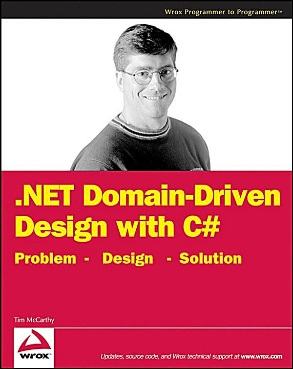 Wrox Programmer to Programmer™
.NET Domain-Driven
Design with C#
Problem - Design - Solution
Tim McCarthy
wrox™
Updates, source code, and Wrox technical support at www.wrox.com